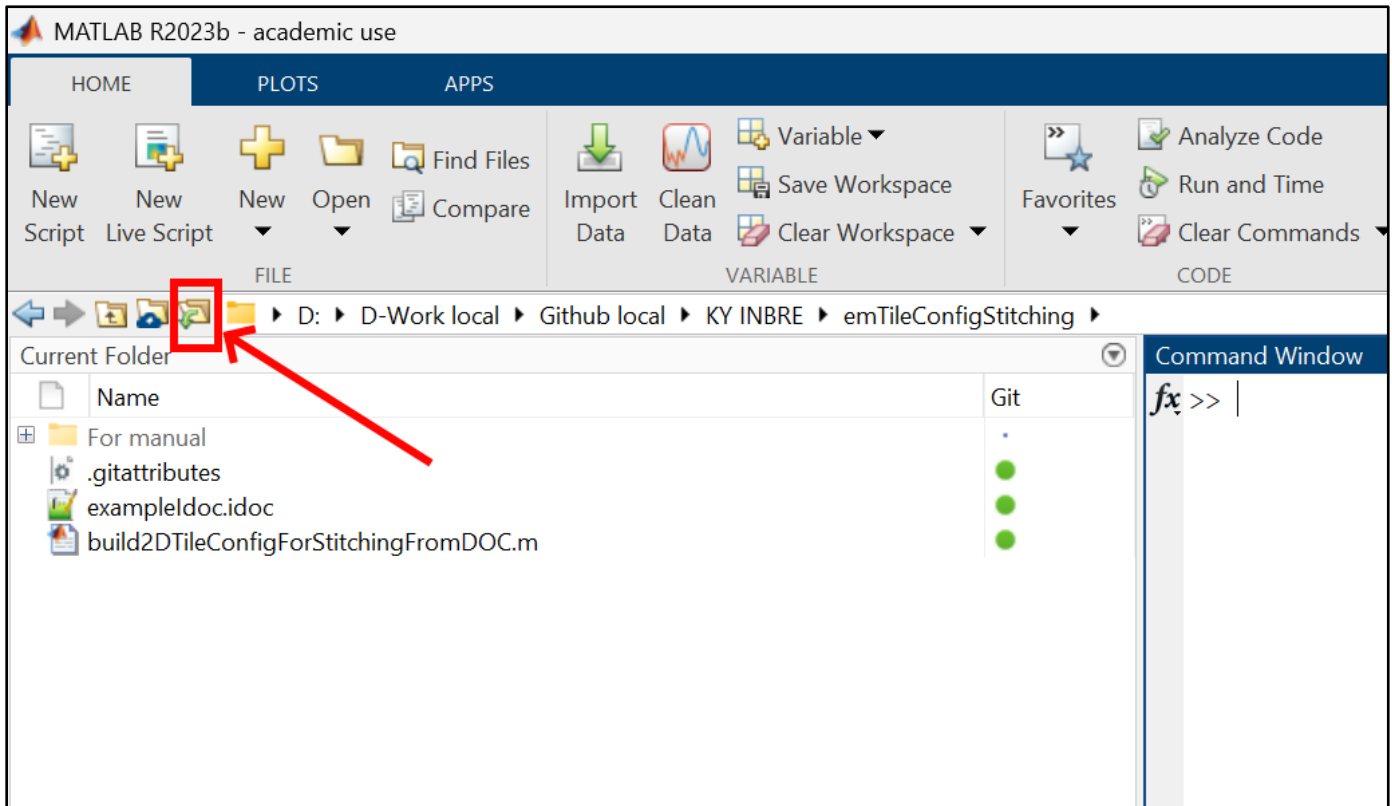 MATLAB R2023b - academic use
HOME PLOTS APPS
New Script
New Live Script
New
Open
Find Files
Compare
Import Data
Clean Data
Variable
Save Workspace
Clear Workspace
Favorites
Analyze Code
Run and Time
Clear Commands
FILE VARIABLE CODE
D: D-Work local Github local KY INBRE emTileConfigStitching
Current Folder
Name Git
For manual
.gitattributes
exampleIdoc.idoc
build2DTileConfigForStitchingFromDOC.m
Command Window
fx >>